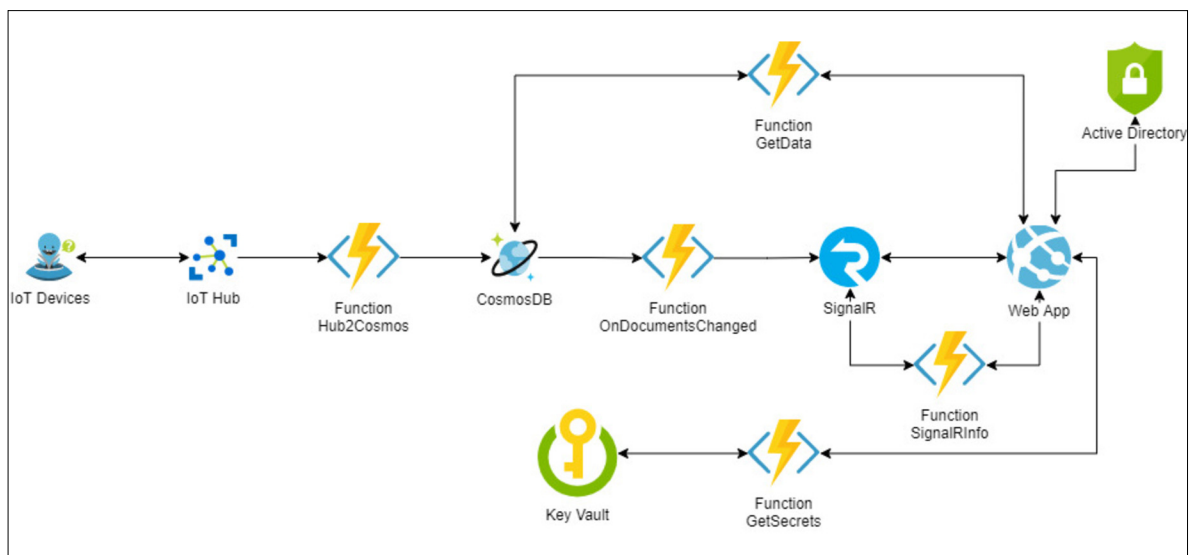 Function
GetData
Active Directory
?
IoT Devices
IoT Hub
Function
Hub2Cosmos
CosmosDB
Function
OnDocumentsChanged
SignalR
Web App
Function
SignalRInfo
Key Vault
Function
GetSecrets